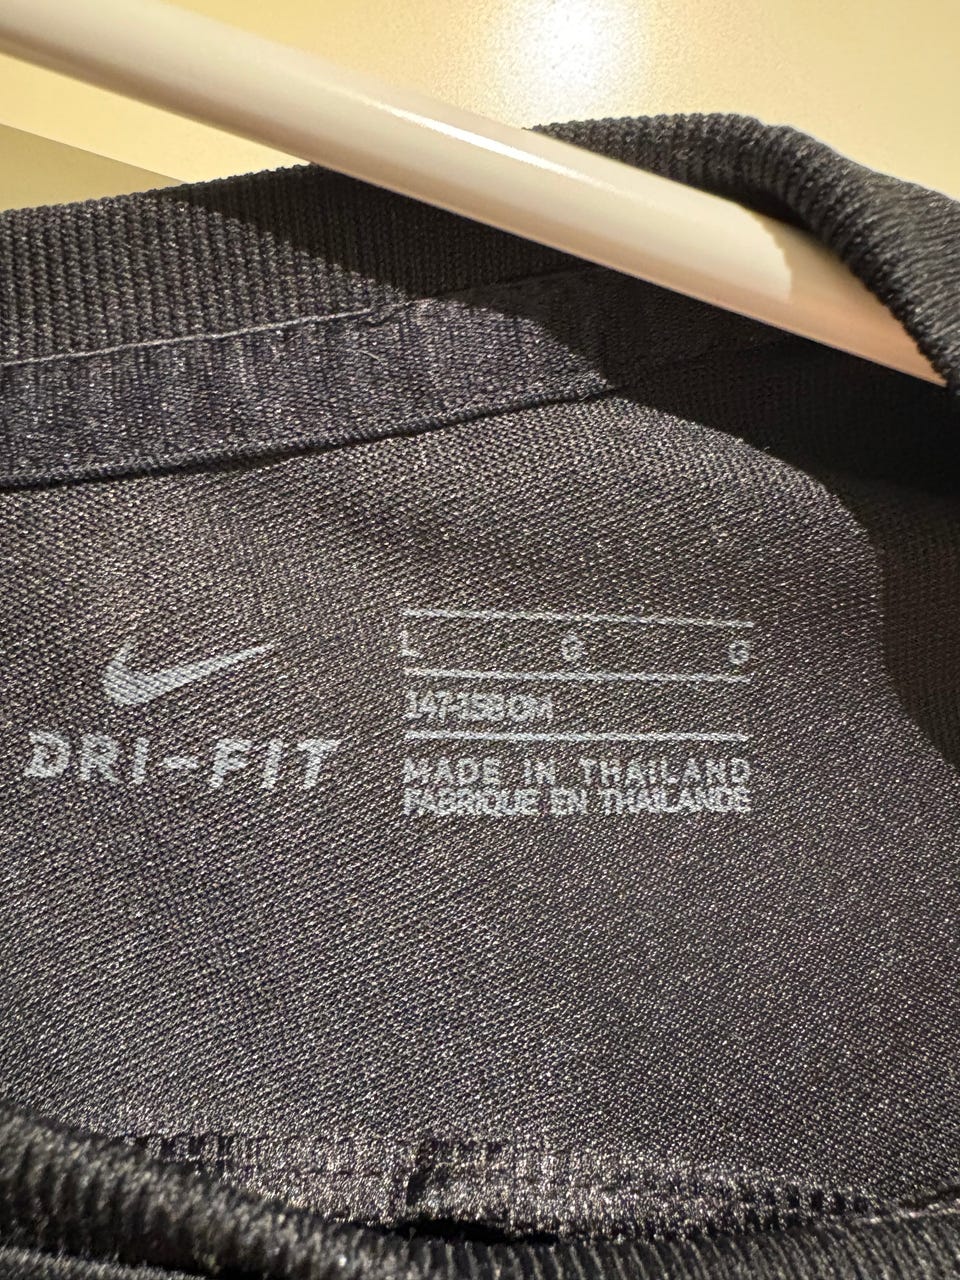 DRI-FIT
L G G
147-158CM
MADE IN THAILAND
FABRIQUE EN THAILANDE